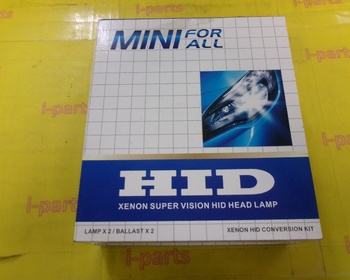 MINI FOR ALL
HID
XENON SUPER VISION HID HEAD LAMP
LAMP X 2 / BALLAST X 2
XENON HID CONVERSION KIT
i-parts
i-parts
i-parts
i-parts